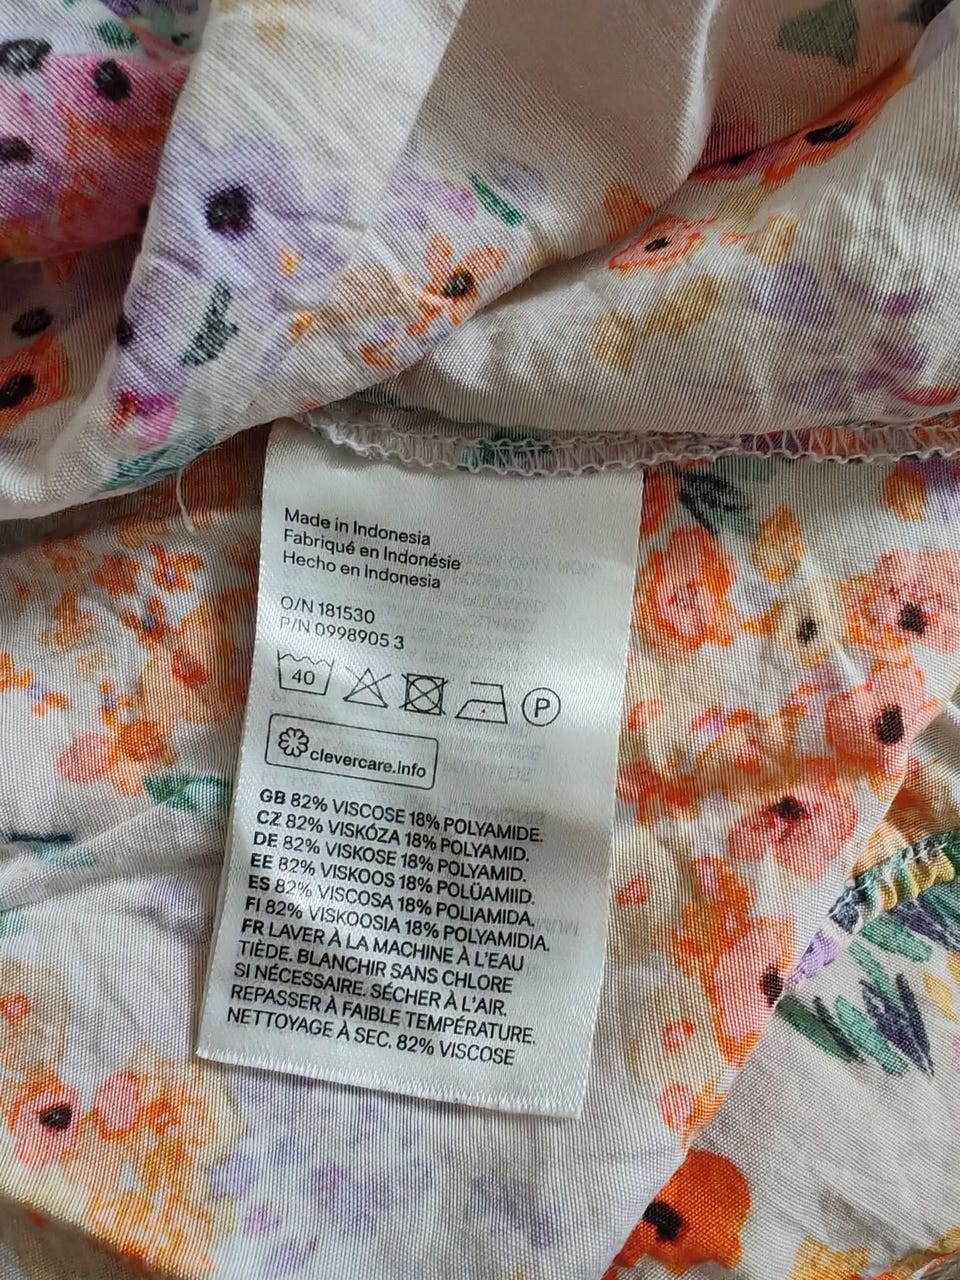 Made in Indonesia
Fabriqué en Indonésie
Hecho en Indonesia
O/N 181530
P/N 0998905 3
40
P
clevercare.info
GB 82% VISCOSE 18% POLYAMIDE.
CZ 82% VISKÓZA 18% POLYAMID.
DE 82% VISKOSE 18% POLYAMID.
EE 82% VISKOOS 18% POLÜAMIID.
ES 82% VISCOSA 18% POLIAMIDA.
FI 82% VISKOOSIA 18% POLYAMIDIA.
FR LAVER À LA MACHINE À L'EAU
TIÈDE. BLANCHIR SANS CHLORE
SI NÉCESSAIRE. SÉCHER À L'AIR.
REPASSER À FAIBLE TEMPÉRATURE.
NETTOYAGE À SEC. 82% VISCOSE